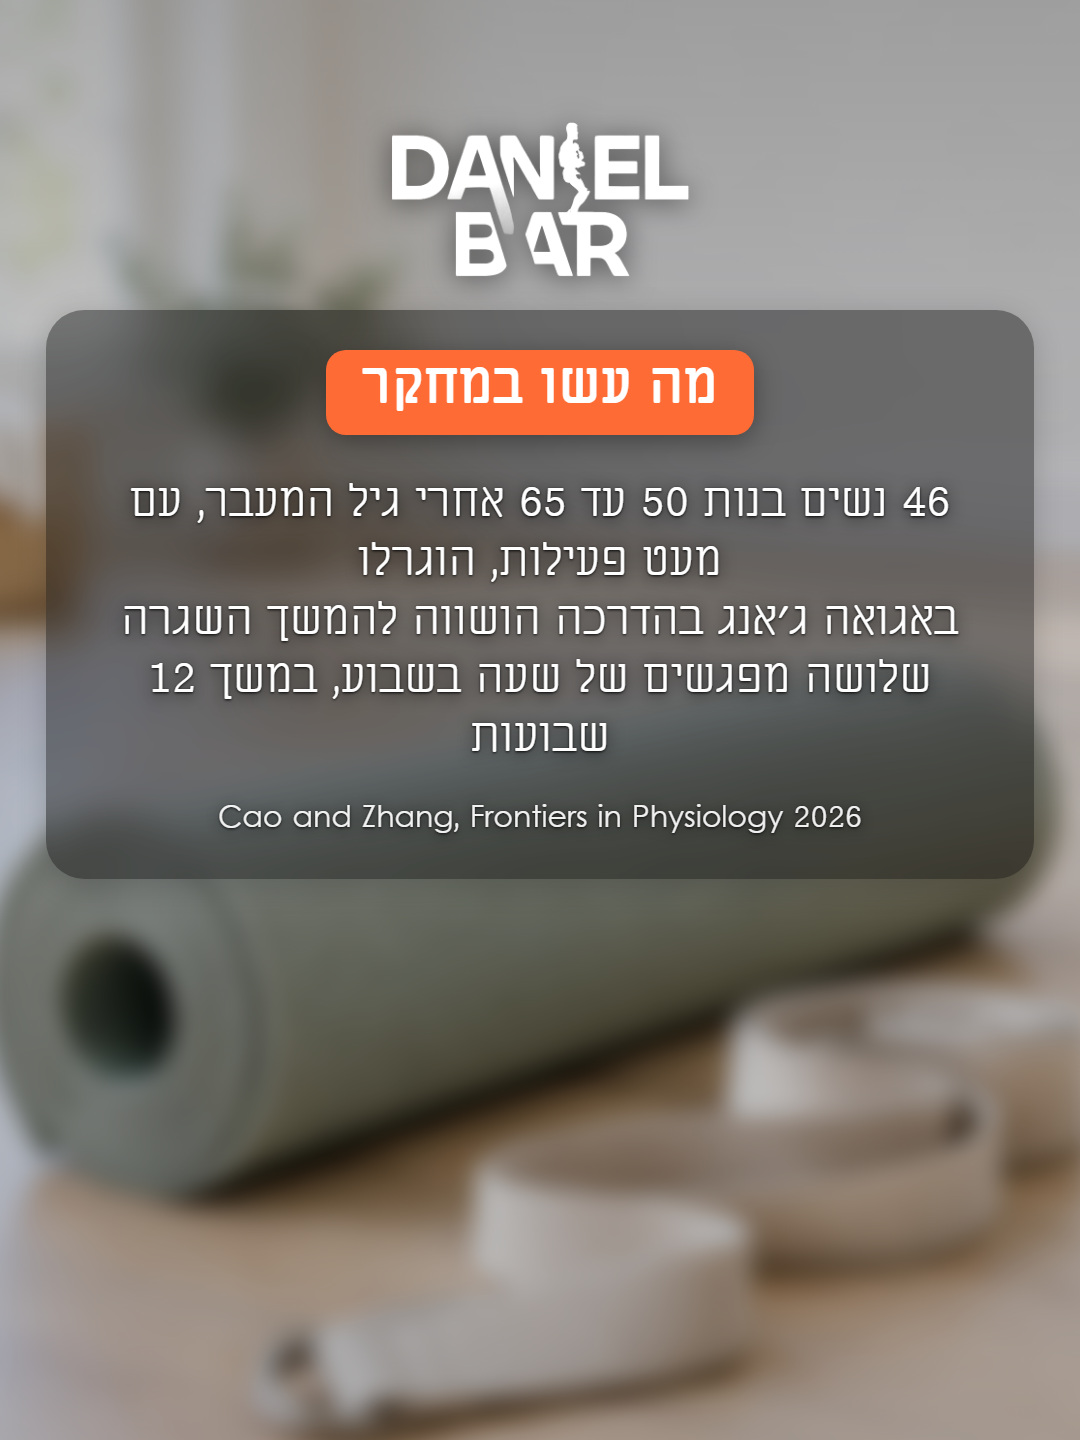 DANIEL
BAR
מה עשו במחקר
46 נשים בנות 50 עד 65 אחרי גיל המעבר, עם
מעט פעילות, הוגרלו
באגואה ג׳אנג בהדרכה הושווה להמשך השגרה
שלושה מפגשים של שעה בשבוע, במשך 12
שבועות
Cao and Zhang, Frontiers in Physiology 2026